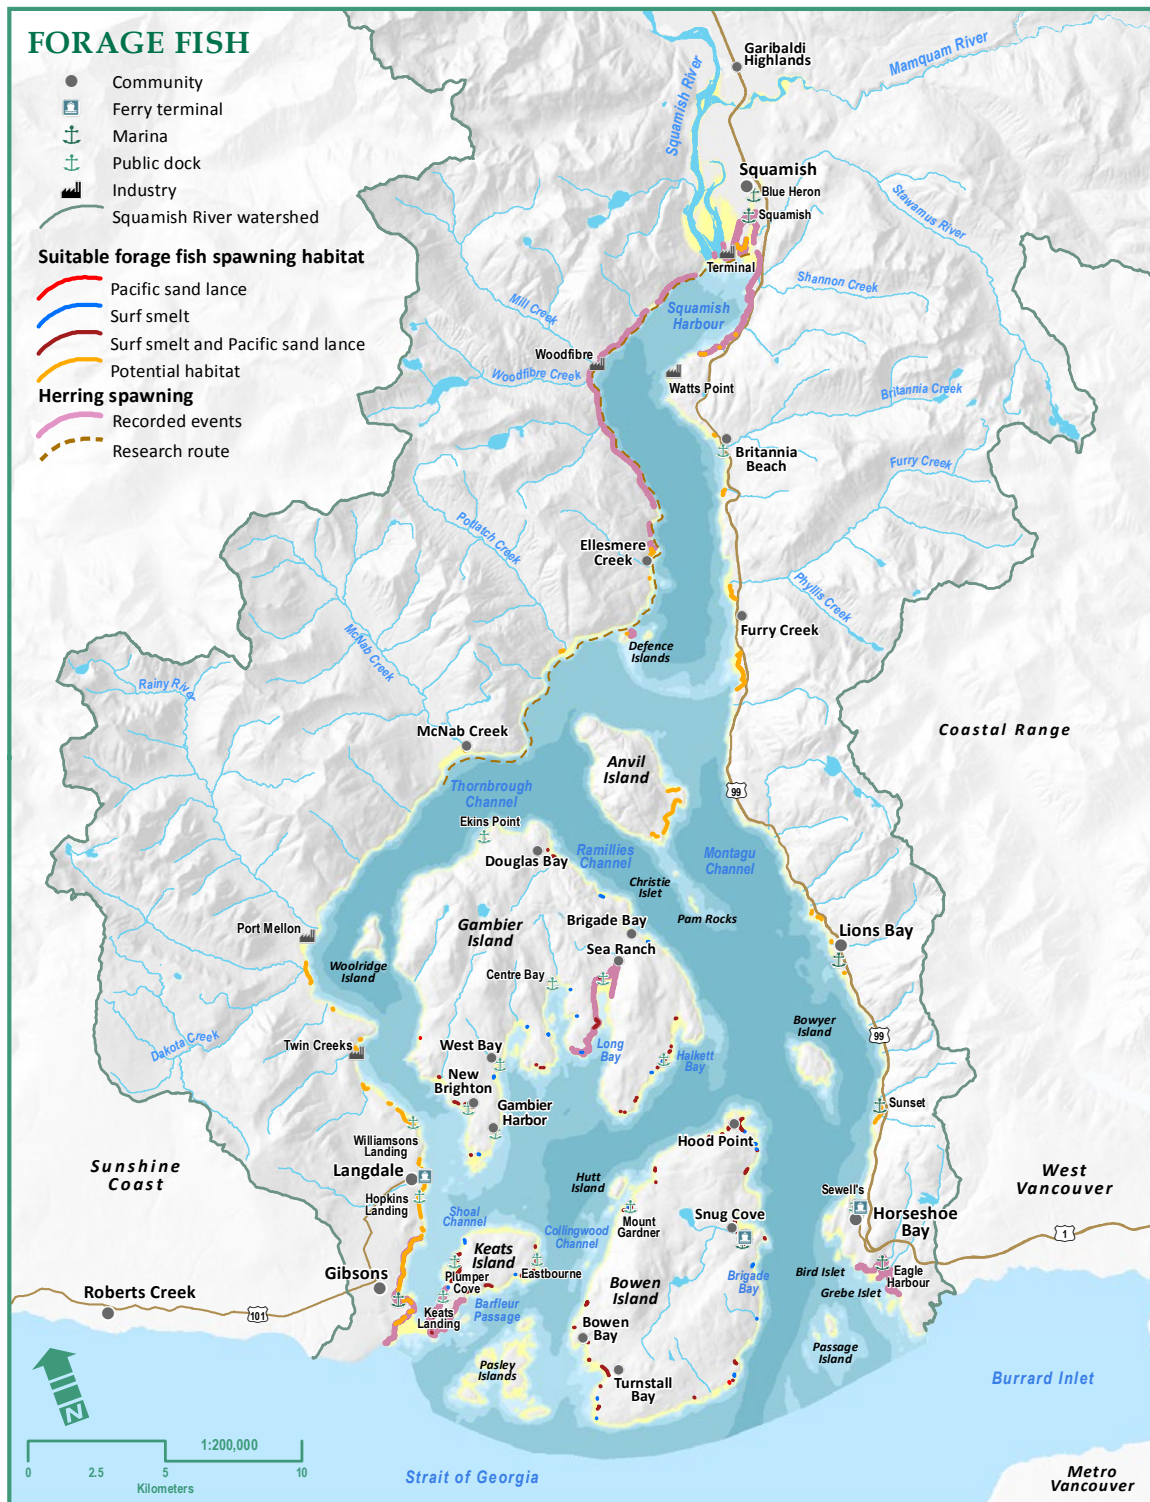 FORAGE FISH
Community
Ferry terminal
Marina
Public dock
Industry
Squamish River watershed
Suitable forage fish spawning habitat
Pacific sand lance
Surf smelt
Surf smelt and Pacific sand lance
Potential habitat
Herring spawning
Recorded events
Research route
Garibaldi
Highlands
Mamquam River
Squamish River
Squamish
Blue Heron
Squamish
Stawamus River
Terminal
Shannon Creek
Squamish
Harbour
Mill Creek
Woodfibre
Woodfibre Creek
Watts Point
Britannia Creek
Britannia
Beach
Furry Creek
Potlatch Creek
Ellesmere
Creek
Phyllis Creek
Furry Creek
Defence
Islands
McNab Creek
Rainy River
McNab Creek
Coastal Range
Anvil
Island
99
Thornbrough
Channel
Ekins Point
Douglas Bay
Ramillies
Channel
Montagu
Channel
Christie
Islet
Pam Rocks
Port Mellon
Gambier
Island
Brigade Bay
Sea Ranch
Lions Bay
Woolridge
Island
Centre Bay
Bowyer
Island
99
Dakota Creek
Twin Creeks
West Bay
Long
Bay
Halkett
Bay
New
Brighton
Gambier
Harbor
Sunset
Williamsons
Landing
Hood Point
Sunshine
Coast
Langdale
Hutt
Island
West
Vancouver
Hopkins
Landing
Sewell's
Shoal
Channel
Mount
Gardner
Snug Cove
Horseshoe
Bay
Collingwood
Channel
1
Keats
Island
Gibsons
Plumper
Cove
Eastbourne
Bowen
Island
Brigade
Bay
Bird Islet
Eagle
Harbour
Grebe Islet
Roberts Creek
101
Keats
Landing
Barfleur
Passage
Bowen
Bay
Passage
Island
Pasley
Islands
Turnstall
Bay
Burrard Inlet
N
1:200,000
0
2.5
5
10
Kilometers
Strait of Georgia
Metro
Vancouver